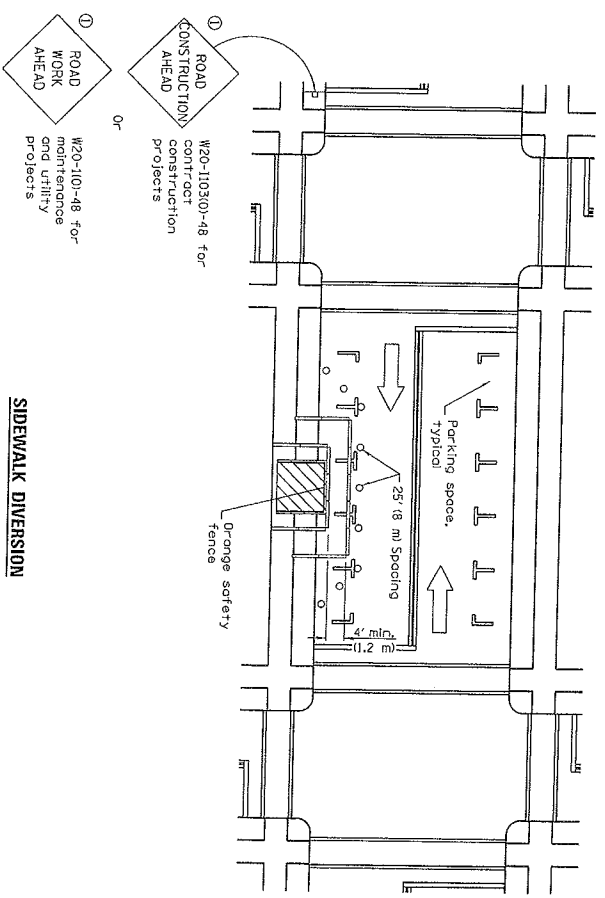 ①
ROAD
CONSTRUCTION
AHEAD
W20-1103(O)-48 for
contract
construction
projects
Or
①
ROAD
WORK
AHEAD
W20-1(O)-48 for
maintenance
and utility
projects
Parking space,
typical
25' (8 m) Spacing
4' min.
(1.2 m)
Orange safety
fence
SIDEWALK DIVERSION